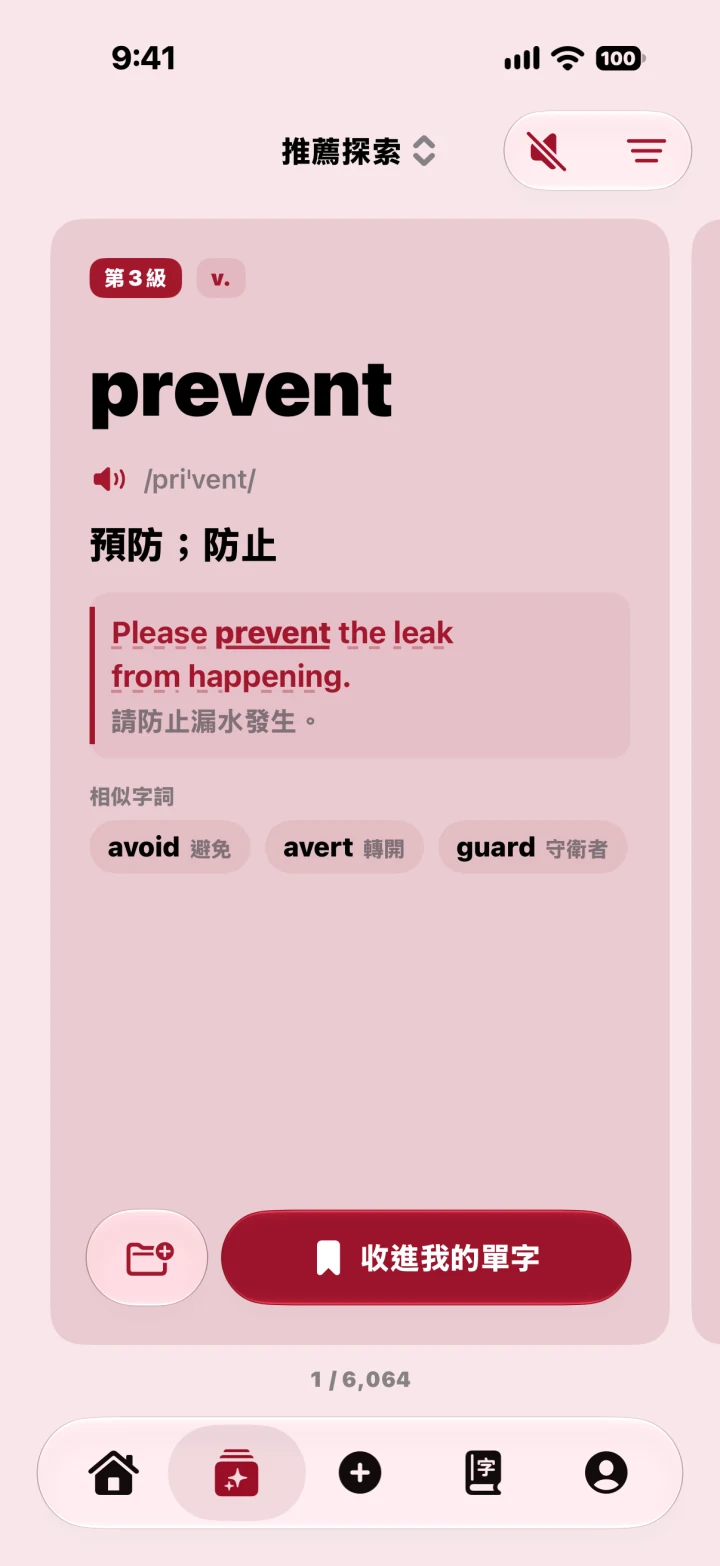 9:41
100
推薦探索
第3級 v.
prevent
/priˈvent/
預防；防止
Please prevent the leak
from happening.
請防止漏水發生。
相似字詞
avoid 避免 avert 轉開 guard 守衛者
收進我的單字
1 / 6,064
字